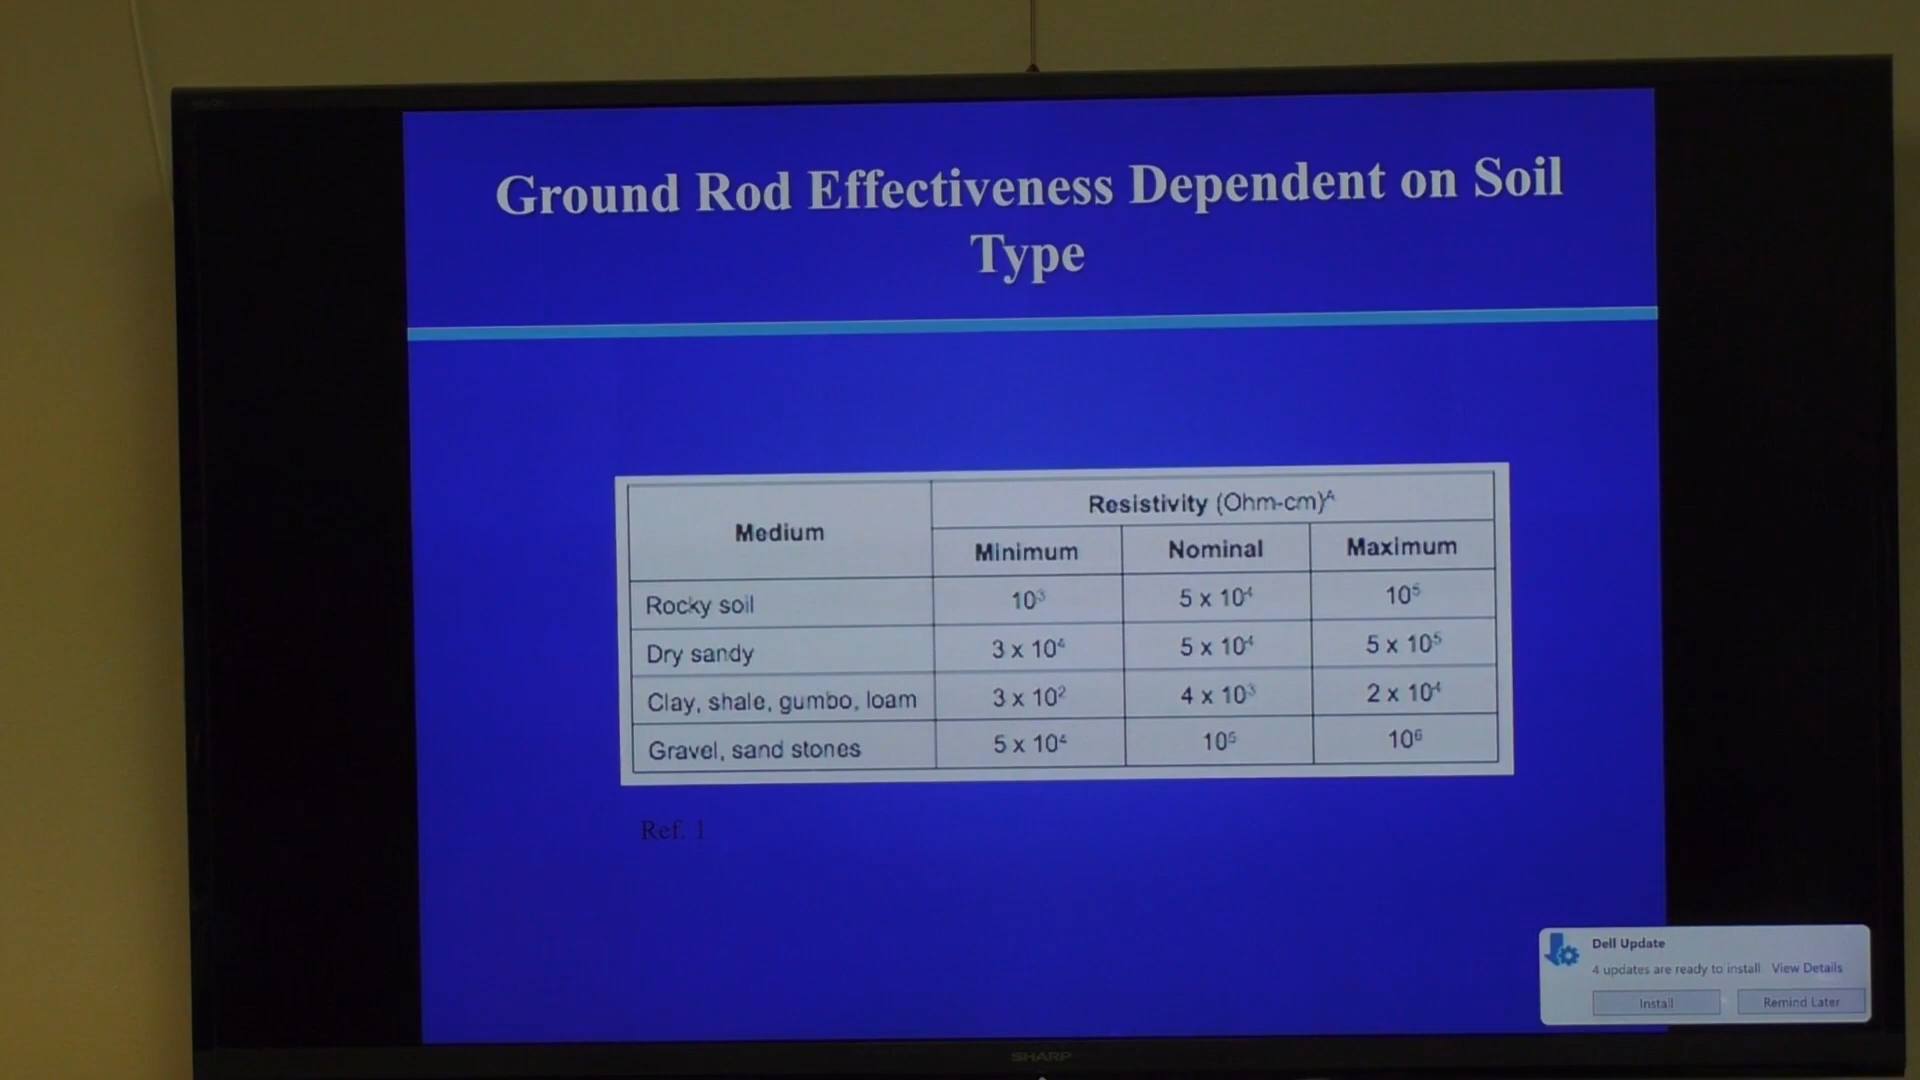 Ground Rod Effectiveness Dependent on Soil
Type
Medium
Resistivity (Ohm-cm)ᴬ
Minimum Nominal Maximum
Rocky soil 10³ 5 x 10⁴ 10⁵
Dry sandy 3 x 10⁴ 5 x 10⁴ 5 x 10⁵
Clay, shale, gumbo, loam 3 x 10² 4 x 10³ 2 x 10⁴
Gravel, sand stones 5 x 10⁴ 10⁵ 10⁶
Ref. 1
Dell Update
4 updates are ready to install View Details
Install Remind Later
SHARP